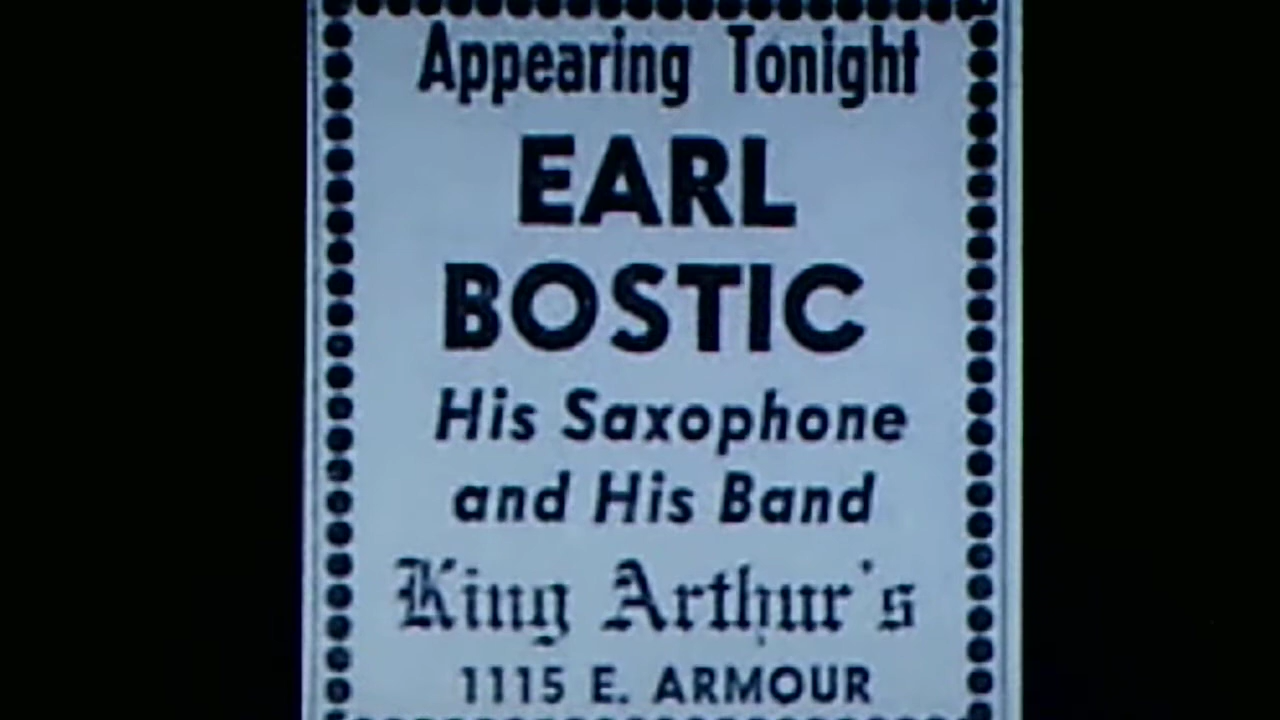 Appearing Tonight
EARL
BOSTIC
His Saxophone
and His Band
King Arthur's
1115 E. ARMOUR